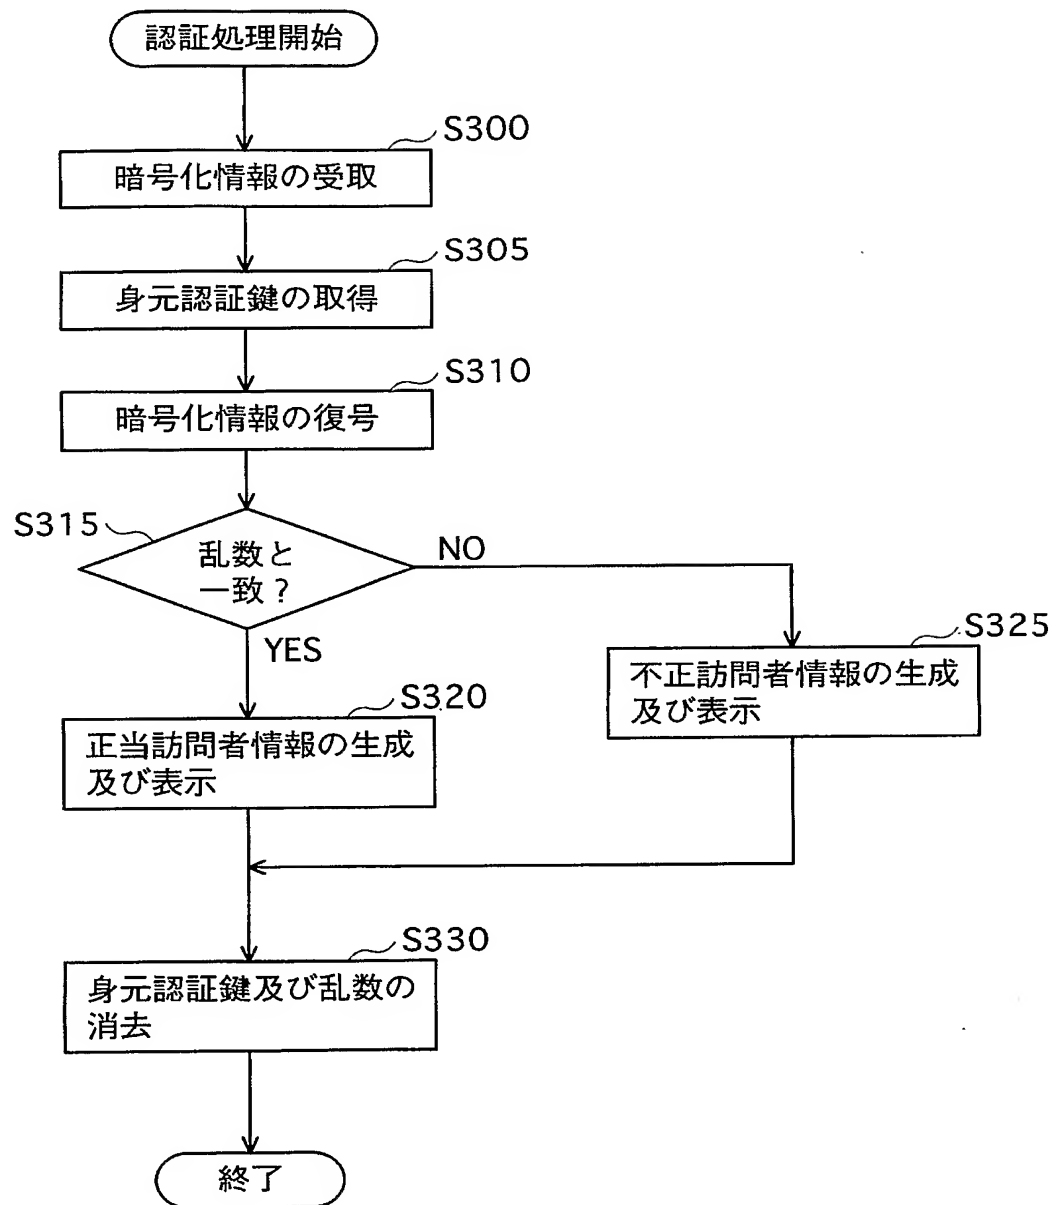 認証処理開始
S300
暗号化情報の受取
S305
身元認証鍵の取得
S310
暗号化情報の復号
S315
乱数と
一致？
NO
YES
S325
不正訪問者情報の生成
及び表示
S320
正当訪問者情報の生成
及び表示
S330
身元認証鍵及び乱数の
消去
終了